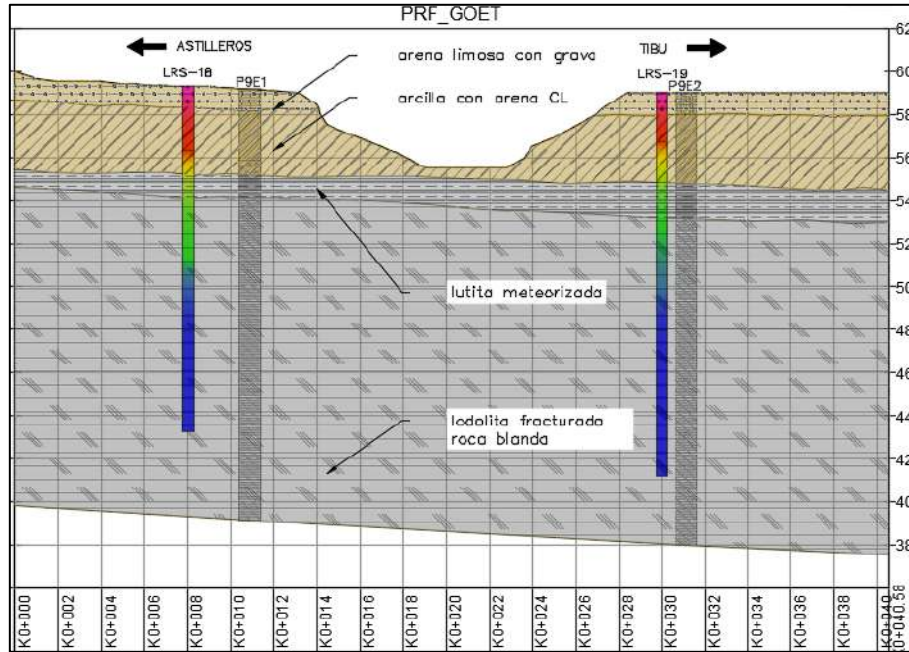 PRF_GOET
ASTILLEROS
TIBU
LRS-18
P9E1
LRS-19
P9E2
arena limosa con grava
arcilla con arena CL
lutita meteorizada
lodolita fracturada
roca blanda
62
60
58
56
54
52
50
48
46
44
42
40
38
K0+000
K0+002
K0+004
K0+006
K0+008
K0+010
K0+012
K0+014
K0+016
K0+018
K0+020
K0+022
K0+024
K0+026
K0+028
K0+030
K0+032
K0+034
K0+036
K0+038
K0+040
K0+040.58